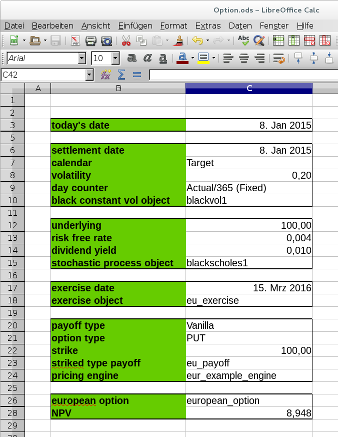 Option.ods - LibreOffice Calc
Datei Bearbeiten Ansicht Einfügen Format Extras Daten Fenster Hilfe
Arial 10
C42
A B C
1
2
3 today's date 8. Jan 2015
5
6 settlement date 8. Jan 2015
7 calendar Target
8 volatility 0,20
9 day counter Actual/365 (Fixed)
10 black constant vol object blackvol1
11
12 underlying 100,00
13 risk free rate 0,004
14 dividend yield 0,010
15 stochastic process object blackscholes1
16
17 exercise date 15. Mrz 2016
18 exercise object eu_exercise
19
20 payoff type Vanilla
21 option type PUT
22 strike 100,00
23 striked type payoff eu_payoff
24 pricing engine eur_example_engine
25
26 european option european_option
28 NPV 8,948